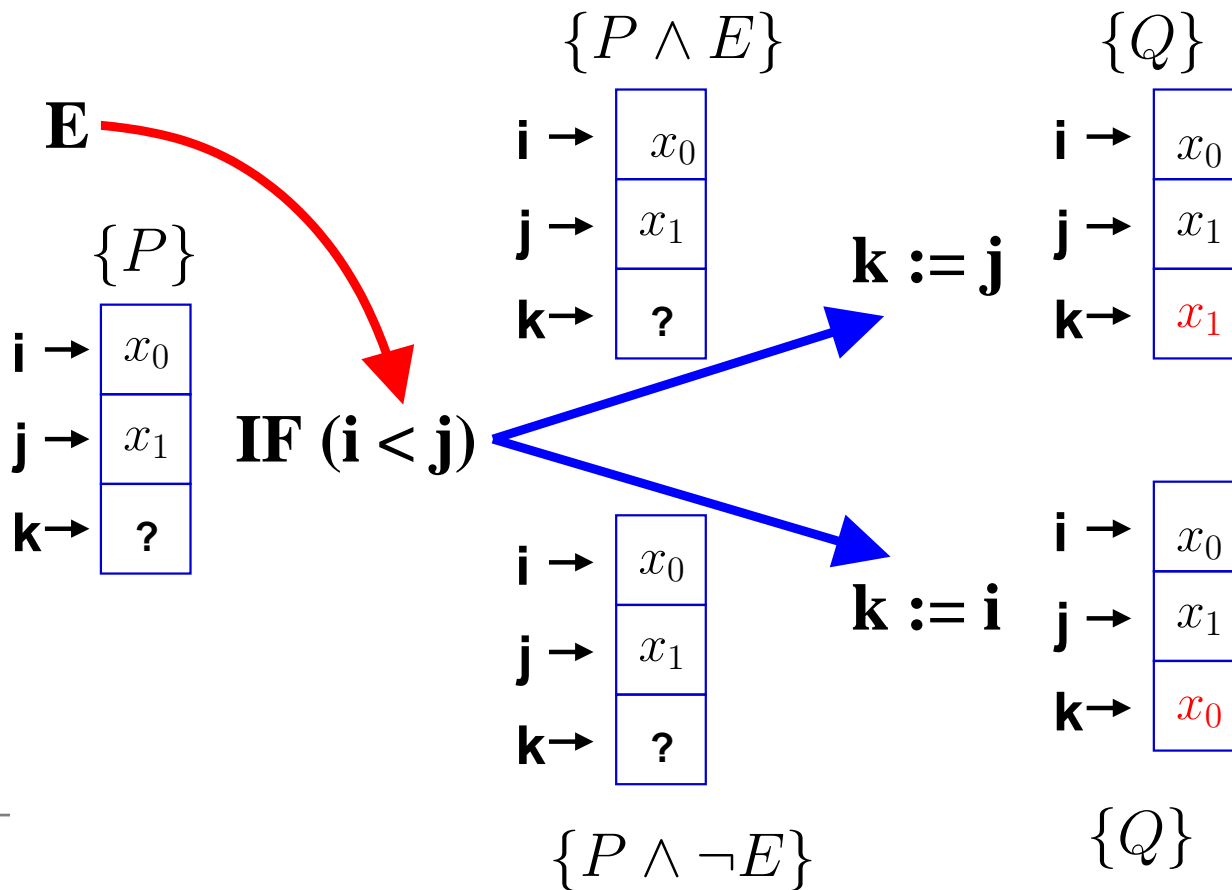 {P ∧ E}
{Q}
E
i → x₀
j → x₁
k → ?
i → x₀
j → x₁
k → x₁
k := j
{P}
i → x₀
j → x₁
k → ?
IF (i < j)
i → x₀
j → x₁
k → ?
k := i
i → x₀
j → x₁
k → x₀
{P ∧ ¬E}
{Q}